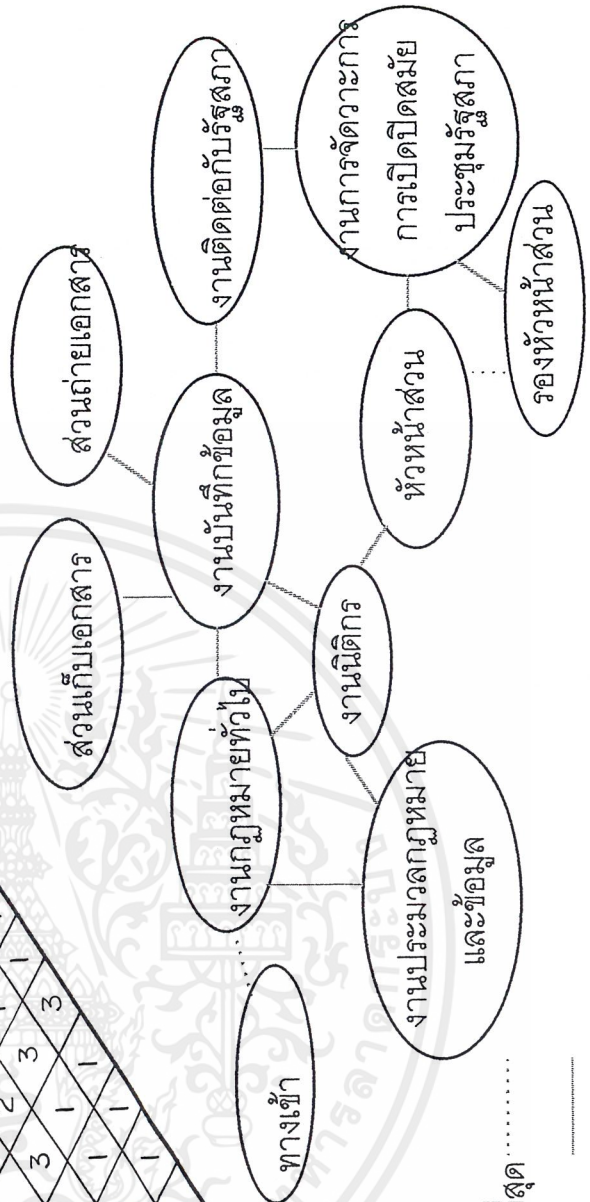 ส่วนเก็บเอกสาร
ส่วนถ่ายเอกสาร
งานติดต่อกับรัฐสภา
งานบันทึกข้อมูล
งานกฎหมายทั่วไป
งานการจัดวาะการ
การเปิดปิดสมัย
ประชุมรัฐสภา
หัวหน้าส่วน
งานนิติกร
ทางเข้า
รองหัวหน้าส่วน
งานประมวลกฎหมาย
และข้อมูล
สุด
2
3
3
1
3
1
1
1